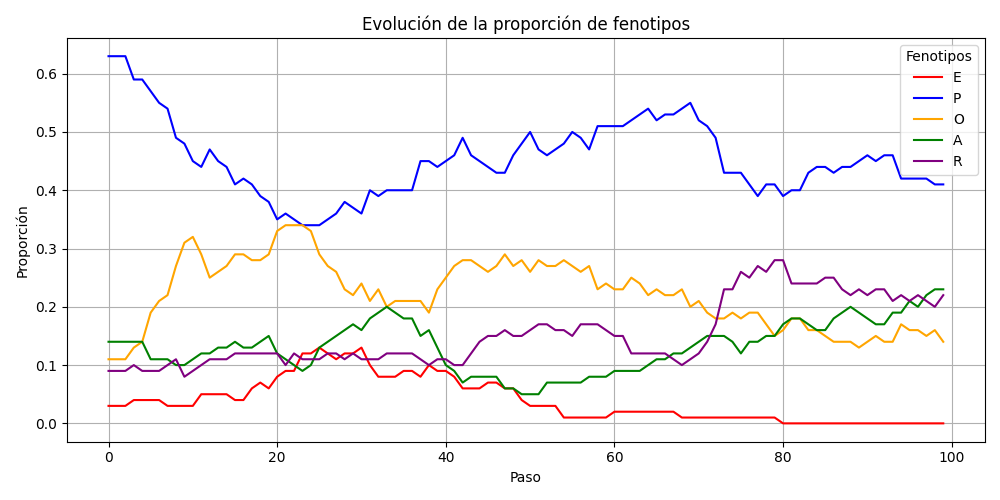 Evolución de la proporción de fenotipos
Proporción
0.6
0.5
0.4
0.3
0.2
0.1
0.0
0
20
40
60
80
100
Paso
Fenotipos
E
P
O
A
R